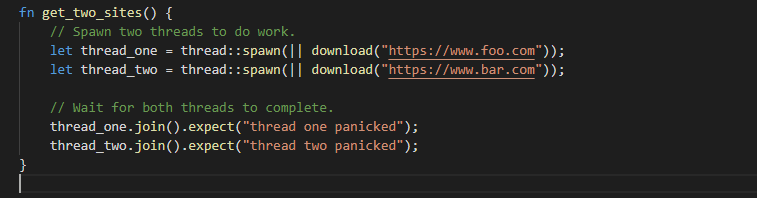 fn get_two_sites() {
    // Spawn two threads to do work.
    let thread_one = thread::spawn(|| download("https://www.foo.com"));
    let thread_two = thread::spawn(|| download("https://www.bar.com"));

    // Wait for both threads to complete.
    thread_one.join().expect("thread one panicked");
    thread_two.join().expect("thread two panicked");
}